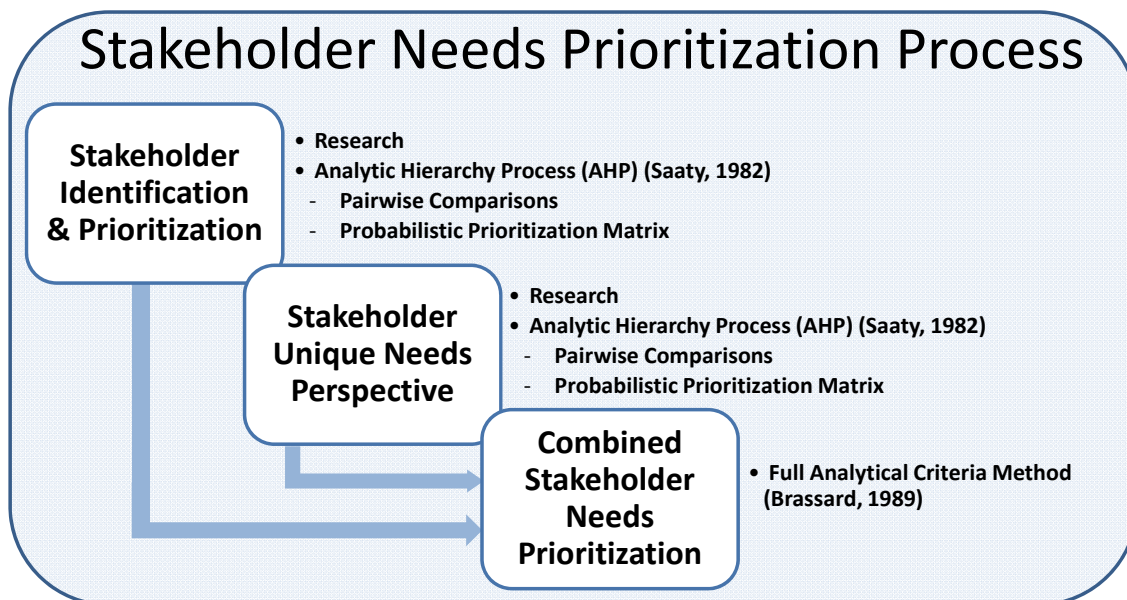 Stakeholder Needs Prioritization Process
Stakeholder
Identification
& Prioritization
• Research
• Analytic Hierarchy Process (AHP) (Saaty, 1982)
- Pairwise Comparisons
- Probabilistic Prioritization Matrix
Stakeholder
Unique Needs
Perspective
• Research
• Analytic Hierarchy Process (AHP) (Saaty, 1982)
- Pairwise Comparisons
- Probabilistic Prioritization Matrix
Combined
Stakeholder
Needs
Prioritization
• Full Analytical Criteria Method
(Brassard, 1989)